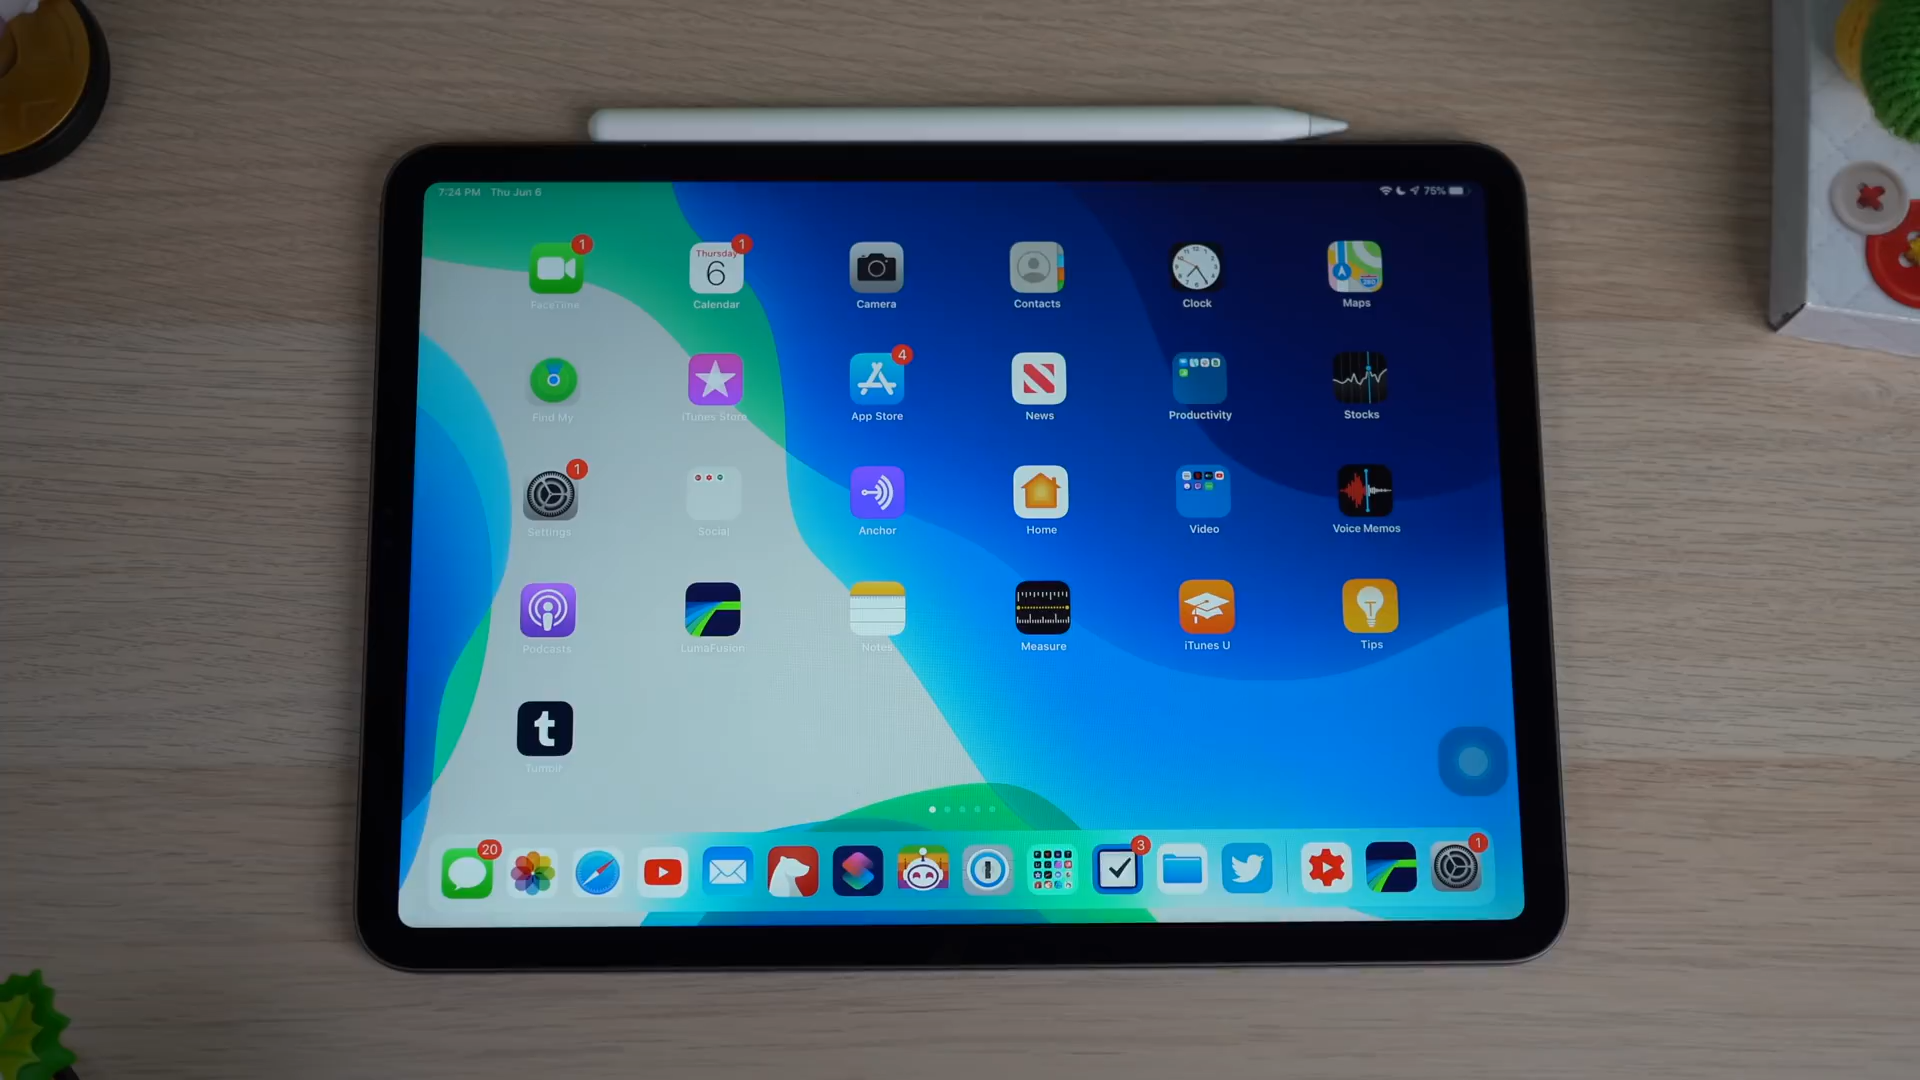 7:24 PM Thu Jun 6
75%
1
1
Thursday
6
FaceTime
Calendar
Camera
Contacts
Clock
Maps
4
Find My
iTunes Store
App Store
News
Productivity
Stocks
1
Settings
Social
Anchor
Home
Video
Voice Memos
Podcasts
LumaFusion
Notes
Measure
iTunes U
Tips
t
Tumblr
20
3
1